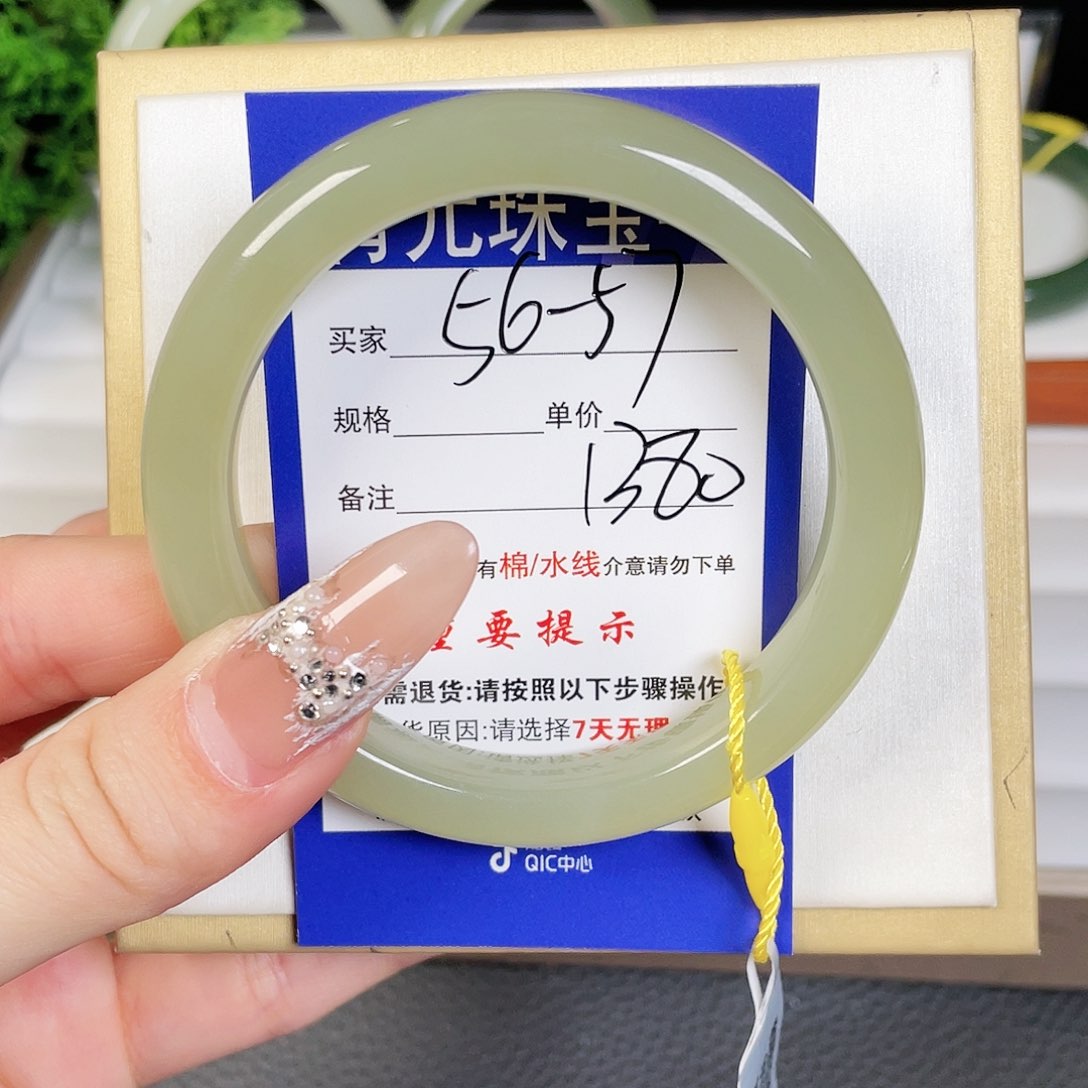 元珠宝
买家 56-57
规格 单价
1380
备注
有棉/水线介意请勿下单
重要提示
需退货:请按照以下步骤操作
货原因:请选择7天无理
QIC中心